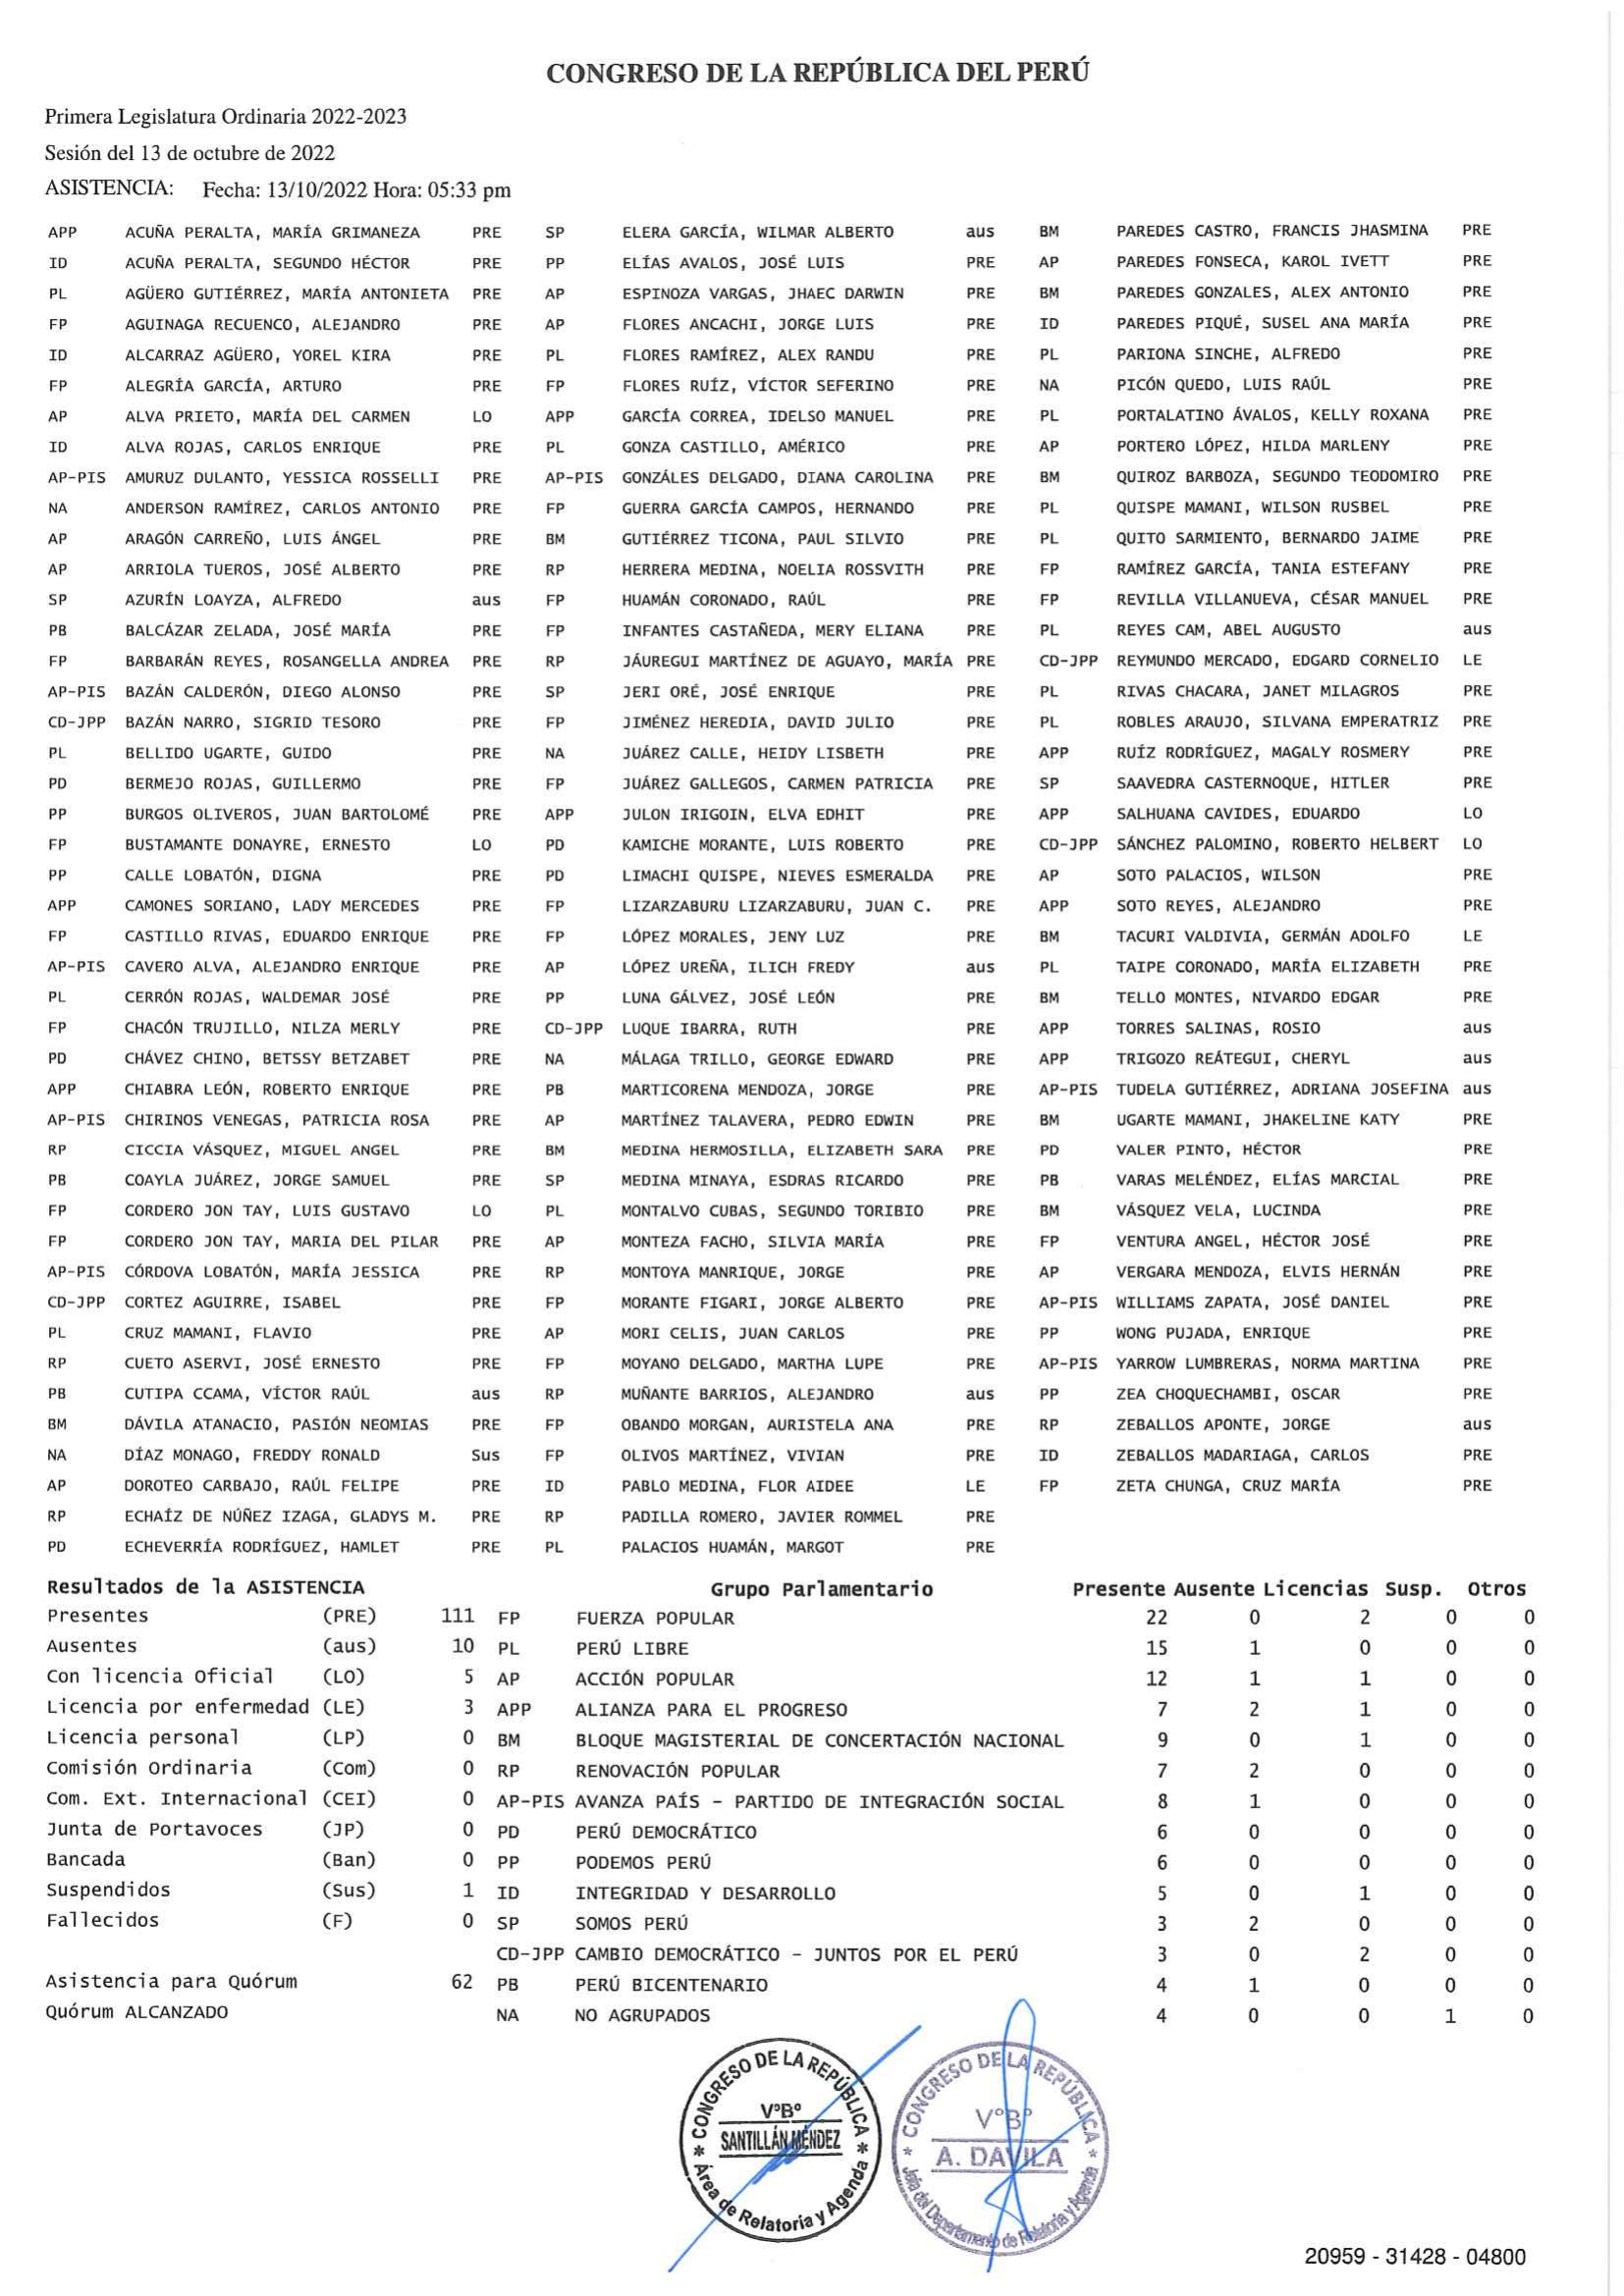 CONGRESO DE LA REPÚBLICA DEL PERÚ
Primera Legislatura Ordinaria 2022-2023
Sesión del 13 de octubre de 2022
ASISTENCIA: Fecha: 13/10/2022 Hora: 05:33 pm
APP ACUÑA PERALTA, MARÍA GRIMANEZA PRE SP ELERA GARCÍA, WILMAR ALBERTO aus BM PAREDES CASTRO, FRANCIS JHASMINA PRE
ID ACUÑA PERALTA, SEGUNDO HÉCTOR PRE PP ELÍAS AVALOS, JOSÉ LUIS PRE AP PAREDES FONSECA, KAROL IVETT PRE
PL AGÜERO GUTIÉRREZ, MARÍA ANTONIETA PRE AP ESPINOZA VARGAS, JHAEC DARWIN PRE BM PAREDES GONZALES, ALEX ANTONIO PRE
FP AGUINAGA RECUENCO, ALEJANDRO PRE AP FLORES ANCACHI, JORGE LUIS PRE ID PAREDES PIQUÉ, SUSEL ANA MARÍA PRE
ID ALCARRAZ AGÜERO, YOREL KIRA PRE PL FLORES RAMÍREZ, ALEX RANDU PRE PL PARIONA SINCHE, ALFREDO PRE
FP ALEGRÍA GARCÍA, ARTURO PRE FP FLORES RUÍZ, VÍCTOR SEFERINO PRE NA PICÓN QUEDO, LUIS RAÚL PRE
AP ALVA PRIETO, MARÍA DEL CARMEN LO APP GARCÍA CORREA, IDELSO MANUEL PRE PL PORTALATINO ÁVALOS, KELLY ROXANA PRE
ID ALVA ROJAS, CARLOS ENRIQUE PRE PL GONZA CASTILLO, AMÉRICO PRE AP PORTERO LÓPEZ, HILDA MARLENY PRE
AP-PIS AMURUZ DULANTO, YESSICA ROSSELLI PRE AP-PIS GONZÁLES DELGADO, DIANA CAROLINA PRE BM QUIROZ BARBOZA, SEGUNDO TEODOMIRO PRE
NA ANDERSON RAMÍREZ, CARLOS ANTONIO PRE FP GUERRA GARCÍA CAMPOS, HERNANDO PRE PL QUISPE MAMANI, WILSON RUSBEL PRE
AP ARAGÓN CARREÑO, LUIS ÁNGEL PRE BM GUTIÉRREZ TICONA, PAUL SILVIO PRE PL QUITO SARMIENTO, BERNARDO JAIME PRE
AP ARRIOLA TUEROS, JOSÉ ALBERTO PRE RP HERRERA MEDINA, NOELIA ROSSVITH PRE FP RAMÍREZ GARCÍA, TANIA ESTEFANY PRE
SP AZURÍN LOAYZA, ALFREDO aus FP HUAMÁN CORONADO, RAÚL PRE FP REVILLA VILLANUEVA, CÉSAR MANUEL PRE
PB BALCÁZAR ZELADA, JOSÉ MARÍA PRE FP INFANTES CASTAÑEDA, MERY ELIANA PRE PL REYES CAM, ABEL AUGUSTO aus
FP BARBARÁN REYES, ROSANGELLA ANDREA PRE RP JÁUREGUI MARTÍNEZ DE AGUAYO, MARÍA PRE CD-JPP REYMUNDO MERCADO, EDGARD CORNELIO LE
AP-PIS BAZÁN CALDERÓN, DIEGO ALONSO PRE SP JERI ORÉ, JOSÉ ENRIQUE PRE PL RIVAS CHACARA, JANET MILAGROS PRE
CD-JPP BAZÁN NARRO, SIGRID TESORO PRE FP JIMÉNEZ HEREDIA, DAVID JULIO PRE PL ROBLES ARAUJO, SILVANA EMPERATRIZ PRE
PL BELLIDO UGARTE, GUIDO PRE NA JUÁREZ CALLE, HEIDY LISBETH PRE APP RUÍZ RODRÍGUEZ, MAGALY ROSMERY PRE
PD BERMEJO ROJAS, GUILLERMO PRE FP JUÁREZ GALLEGOS, CARMEN PATRICIA PRE SP SAAVEDRA CASTERNOQUE, HITLER PRE
PP BURGOS OLIVEROS, JUAN BARTOLOMÉ PRE APP JULON IRIGOIN, ELVA EDHIT PRE APP SALHUANA CAVIDES, EDUARDO LO
FP BUSTAMANTE DONAYRE, ERNESTO LO PD KAMICHE MORANTE, LUIS ROBERTO PRE CD-JPP SÁNCHEZ PALOMINO, ROBERTO HELBERT LO
PP CALLE LOBATÓN, DIGNA PRE PD LIMACHI QUISPE, NIEVES ESMERALDA PRE AP SOTO PALACIOS, WILSON PRE
APP CAMONES SORIANO, LADY MERCEDES PRE FP LIZARZABURU LIZARZABURU, JUAN C. PRE APP SOTO REYES, ALEJANDRO PRE
FP CASTILLO RIVAS, EDUARDO ENRIQUE PRE FP LÓPEZ MORALES, JENY LUZ PRE BM TACURI VALDIVIA, GERMÁN ADOLFO LE
AP-PIS CAVERO ALVA, ALEJANDRO ENRIQUE PRE AP LÓPEZ UREÑA, ILICH FREDY aus PL TAIPE CORONADO, MARÍA ELIZABETH PRE
PL CERRÓN ROJAS, WALDEMAR JOSÉ PRE PP LUNA GÁLVEZ, JOSÉ LEÓN PRE BM TELLO MONTES, NIVARDO EDGAR PRE
FP CHACÓN TRUJILLO, NILZA MERLY PRE CD-JPP LUQUE IBARRA, RUTH PRE APP TORRES SALINAS, ROSIO aus
PD CHÁVEZ CHINO, BETSSY BETZABET PRE NA MÁLAGA TRILLO, GEORGE EDWARD PRE APP TRIGOZO REÁTEGUI, CHERYL aus
APP CHIABRA LEÓN, ROBERTO ENRIQUE PRE PB MARTICORENA MENDOZA, JORGE PRE AP-PIS TUDELA GUTIÉRREZ, ADRIANA JOSEFINA aus
AP-PIS CHIRINOS VENEGAS, PATRICIA ROSA PRE AP MARTÍNEZ TALAVERA, PEDRO EDWIN PRE BM UGARTE MAMANI, JHAKELINE KATY PRE
RP CICCIA VÁSQUEZ, MIGUEL ANGEL PRE BM MEDINA HERMOSILLA, ELIZABETH SARA PRE PD VALER PINTO, HÉCTOR PRE
PB COAYLA JUÁREZ, JORGE SAMUEL PRE SP MEDINA MINAYA, ESDRAS RICARDO PRE PB VARAS MELÉNDEZ, ELÍAS MARCIAL PRE
FP CORDERO JON TAY, LUIS GUSTAVO LO PL MONTALVO CUBAS, SEGUNDO TORIBIO PRE BM VÁSQUEZ VELA, LUCINDA PRE
FP CORDERO JON TAY, MARIA DEL PILAR PRE AP MONTEZA FACHO, SILVIA MARÍA PRE FP VENTURA ANGEL, HÉCTOR JOSÉ PRE
AP-PIS CÓRDOVA LOBATÓN, MARÍA JESSICA PRE RP MONTOYA MANRIQUE, JORGE PRE AP VERGARA MENDOZA, ELVIS HERNÁN PRE
CD-JPP CORTEZ AGUIRRE, ISABEL PRE FP MORANTE FIGARI, JORGE ALBERTO PRE AP-PIS WILLIAMS ZAPATA, JOSÉ DANIEL PRE
PL CRUZ MAMANI, FLAVIO PRE AP MORI CELIS, JUAN CARLOS PRE PP WONG PUJADA, ENRIQUE PRE
RP CUETO ASERVI, JOSÉ ERNESTO PRE FP MOYANO DELGADO, MARTHA LUPE PRE AP-PIS YARROW LUMBRERAS, NORMA MARTINA PRE
PB CUTIPA CCAMA, VÍCTOR RAÚL aus RP MUÑANTE BARRIOS, ALEJANDRO aus PP ZEA CHOQUECHAMBI, OSCAR PRE
BM DÁVILA ATANACIO, PASIÓN NEOMIAS PRE FP OBANDO MORGAN, AURISTELA ANA PRE RP ZEBALLOS APONTE, JORGE aus
NA DÍAZ MONAGO, FREDDY RONALD Sus FP OLIVOS MARTÍNEZ, VIVIAN PRE ID ZEBALLOS MADARIAGA, CARLOS PRE
AP DOROTEO CARBAJO, RAÚL FELIPE PRE ID PABLO MEDINA, FLOR AIDEE LE FP ZETA CHUNGA, CRUZ MARÍA PRE
RP ECHAÍZ DE NÚÑEZ IZAGA, GLADYS M. PRE RP PADILLA ROMERO, JAVIER ROMMEL PRE
PD ECHEVERRÍA RODRÍGUEZ, HAMLET PRE PL PALACIOS HUAMÁN, MARGOT PRE
Resultados de la ASISTENCIA Grupo Parlamentario Presente Ausente Licencias Susp. Otros
Presentes (PRE) 111 FP FUERZA POPULAR 22 0 2 0 0
Ausentes (aus) 10 PL PERÚ LIBRE 15 1 0 0 0
Con licencia Oficial (LO) 5 AP ACCIÓN POPULAR 12 1 1 0 0
Licencia por enfermedad (LE) 3 APP ALIANZA PARA EL PROGRESO 7 2 1 0 0
Licencia personal (LP) 0 BM BLOQUE MAGISTERIAL DE CONCERTACIÓN NACIONAL 9 0 1 0 0
Comisión Ordinaria (Com) 0 RP RENOVACIÓN POPULAR 7 2 0 0 0
Com. Ext. Internacional (CEI) 0 AP-PIS AVANZA PAÍS - PARTIDO DE INTEGRACIÓN SOCIAL 8 1 0 0 0
Junta de Portavoces (JP) 0 PD PERÚ DEMOCRÁTICO 6 0 0 0 0
Bancada (Ban) 0 PP PODEMOS PERÚ 6 0 0 0 0
Suspendidos (Sus) 1 ID INTEGRIDAD Y DESARROLLO 5 0 1 0 0
Fallecidos (F) 0 SP SOMOS PERÚ 3 2 0 0 0
CD-JPP CAMBIO DEMOCRÁTICO - JUNTOS POR EL PERÚ 3 0 2 0 0
Asistencia para Quórum 62 PB PERÚ BICENTENARIO 4 1 0 0 0
Quórum ALCANZADO NA NO AGRUPADOS 4 0 0 1 0
CONGRESO DE LA REPÚBLICA
V°B°
SANTILLÁN MÉNDEZ
Área de Relatoría y Agenda
CONGRESO DE LA REPÚBLICA
V°B°
A. DAVILA
Jefa del Departamento de Relatoría y Agenda
20959 - 31428 - 04800